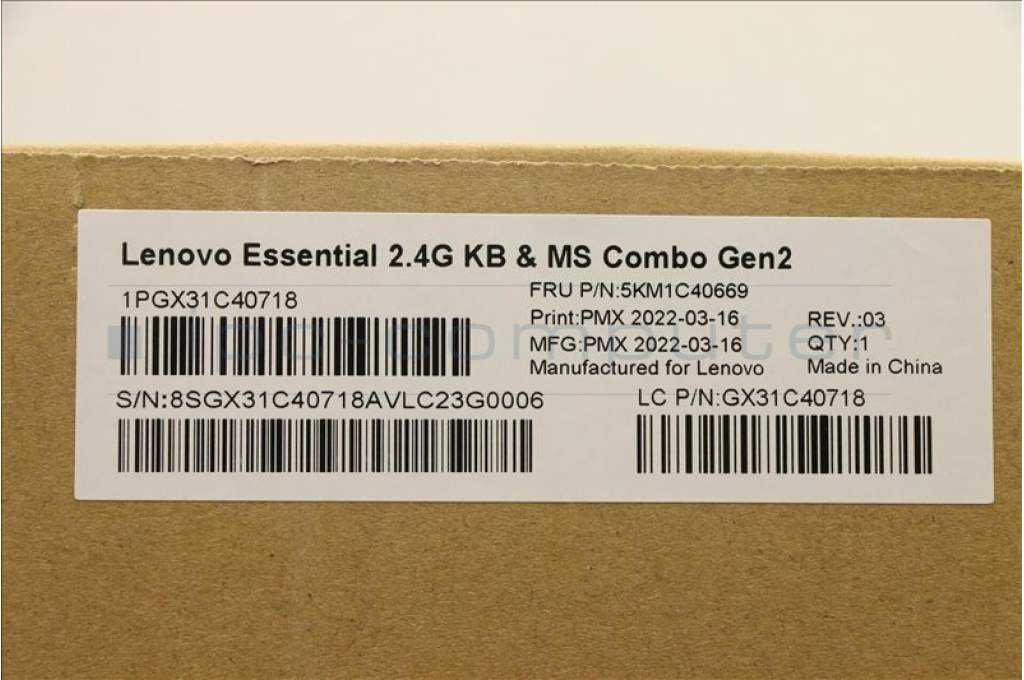 Lenovo Essential 2.4G KB & MS Combo Gen2
1PGX31C40718
FRU P/N:5KM1C40669
Print:PMX 2022-03-16
REV.:03
MFG:PMX 2022-03-16
QTY:1
Manufactured for Lenovo
Made in China
S/N:8SGX31C40718AVLC23G0006
LC P/N:GX31C40718